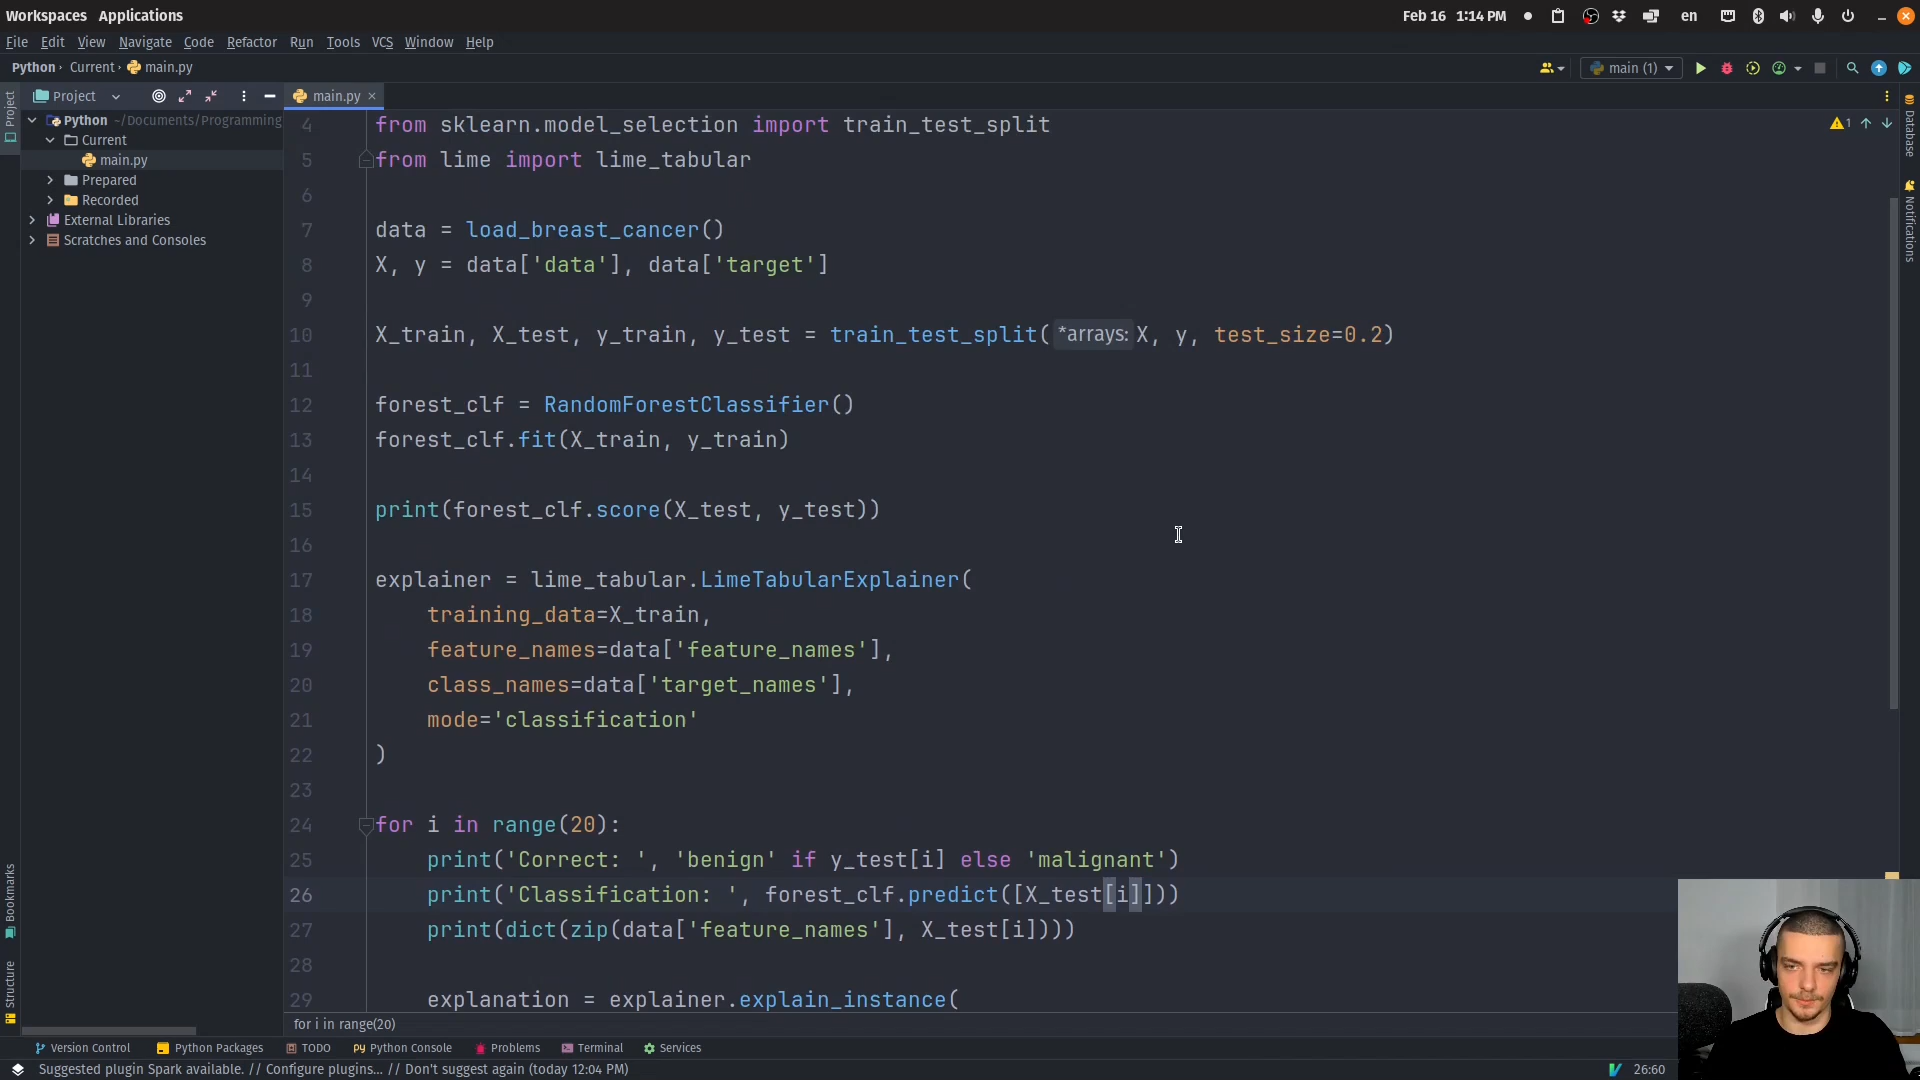 Workspaces Applications
Feb 16 1:14 PM
en
File Edit View Navigate Code Refactor Run Tools VCS Window Help
Python Current main.py
main (1)
Project
Project
main.py
Python ~/Documents/Programming
Current
main.py
Prepared
Recorded
External Libraries
Scratches and Consoles
4 from sklearn.model_selection import train_test_split
5 from lime import lime_tabular
6
7 data = load_breast_cancer()
8 X, y = data['data'], data['target']
9
10 X_train, X_test, y_train, y_test = train_test_split( *arrays: X, y, test_size=0.2)
11
12 forest_clf = RandomForestClassifier()
13 forest_clf.fit(X_train, y_train)
14
15 print(forest_clf.score(X_test, y_test))
16
17 explainer = lime_tabular.LimeTabularExplainer(
18 training_data=X_train,
19 feature_names=data['feature_names'],
20 class_names=data['target_names'],
21 mode='classification'
22 )
23
24 for i in range(20):
25 print('Correct: ', 'benign' if y_test[i] else 'malignant')
26 print('Classification: ', forest_clf.predict([X_test[i]]))
27 print(dict(zip(data['feature_names'], X_test[i])))
28
29 explanation = explainer.explain_instance(
1
Database
Notifications
Bookmarks
Structure
for i in range(20)
Version Control Python Packages TODO Python Console Problems Terminal Services
Suggested plugin Spark available. // Configure plugins... // Don't suggest again (today 12:04 PM)
26:60